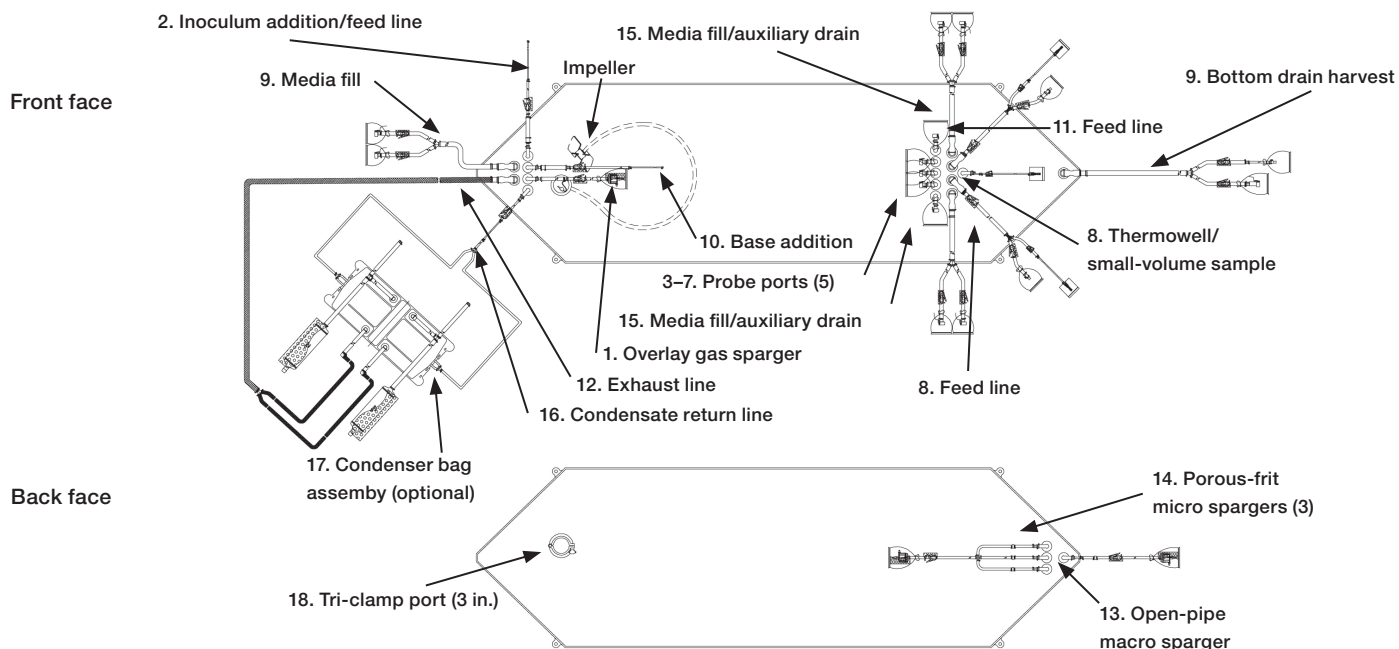 2. Inoculum addition/feed line
15. Media fill/auxiliary drain
9. Media fill
Impeller
9. Bottom drain harvest
Front face
11. Feed line
10. Base addition
8. Thermowell/
small-volume sample
3–7. Probe ports (5)
15. Media fill/auxiliary drain
1. Overlay gas sparger
12. Exhaust line
8. Feed line
16. Condensate return line
17. Condenser bag
assemby (optional)
Back face
14. Porous-frit
micro spargers (3)
18. Tri-clamp port (3 in.)
13. Open-pipe
macro sparger